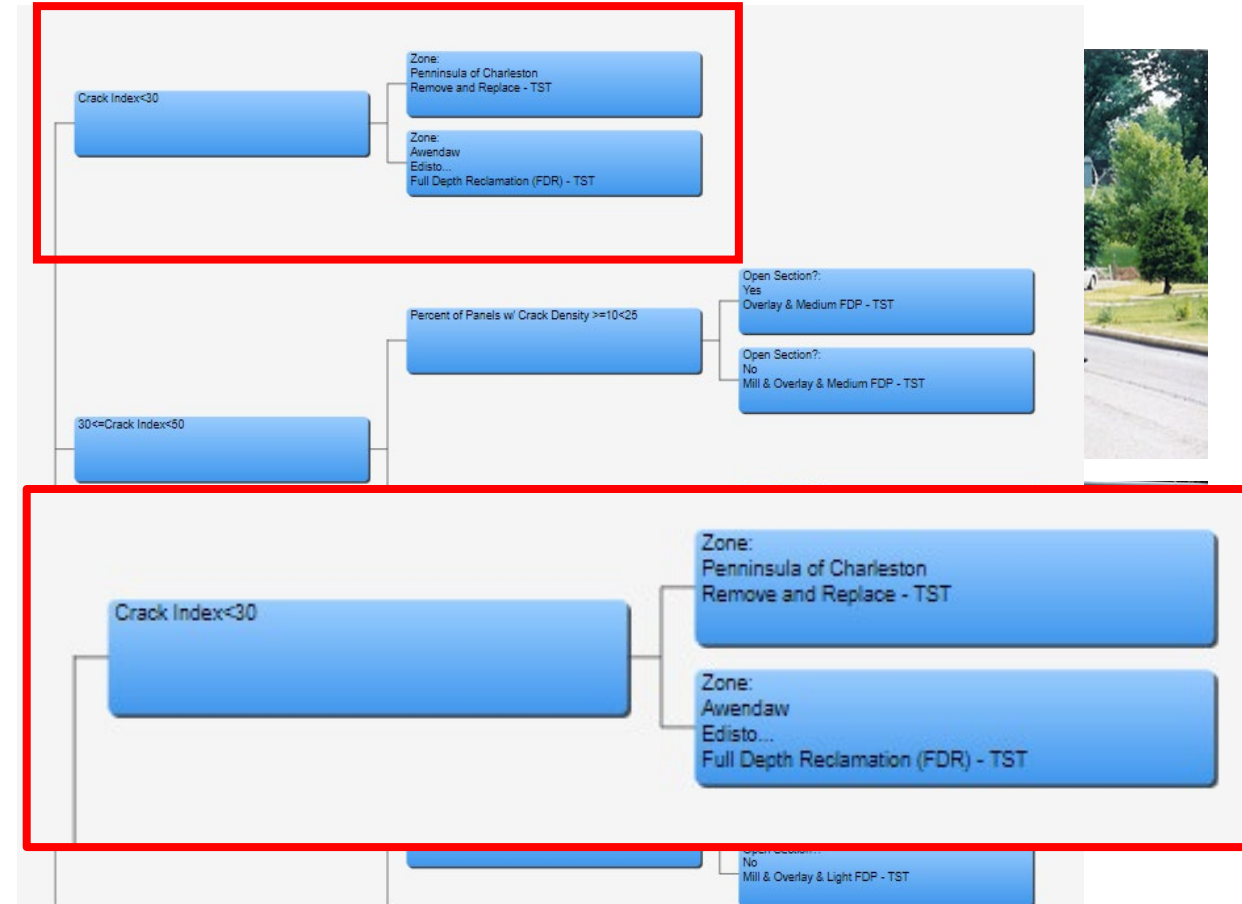 Crack Index<30
Zone:
Penninsula of Charleston
Remove and Replace - TST
Zone:
Awendaw
Edisto...
Full Depth Reclamation (FDR) - TST
Percent of Panels w/ Crack Density >=10<25
Open Section?:
Yes
Overlay & Medium FDP - TST
Open Section?:
No
Mill & Overlay & Medium FDP - TST
30<=Crack Index<50
Crack Index<30
Zone:
Penninsula of Charleston
Remove and Replace - TST
Zone:
Awendaw
Edisto...
Full Depth Reclamation (FDR) - TST
No
Mill & Overlay & Light FDP - TST